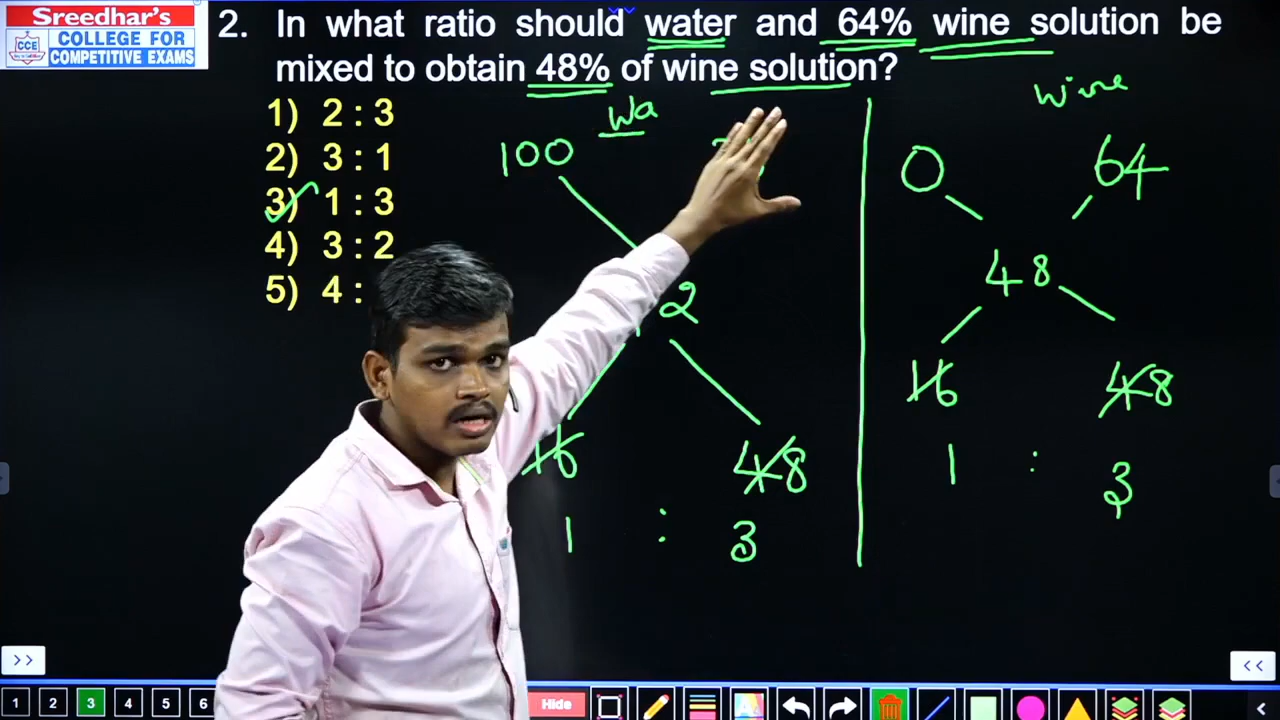 Sreedhar's
CCE
COLLEGE FOR
COMPETITIVE EXAMS
2. In what ratio should water and 64% wine solution be
mixed to obtain 48% of wine solution?
1) 2 : 3
2) 3 : 1
3) 1 : 3
4) 3 : 2
5) 4 :
wa
100
2
16 48
1 : 3
wine
0 64
48
16 48
1 : 3
>>
<<
1 2 3 4 5 6
Hide
<